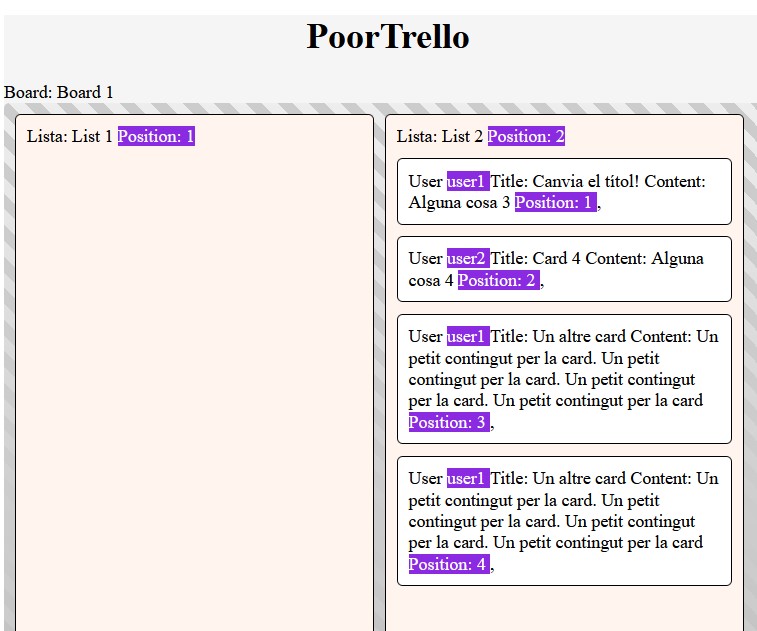 PoorTrello
Board: Board 1
Lista: List 1 Position: 1
Lista: List 2 Position: 2
User user1 Title: Canvia el títol! Content:
Alguna cosa 3 Position: 1 ,
User user2 Title: Card 4 Content: Alguna
cosa 4 Position: 2 ,
User user1 Title: Un altre card Content: Un
petit contingut per la card. Un petit
contingut per la card. Un petit contingut
per la card. Un petit contingut per la card
Position: 3 ,
User user1 Title: Un altre card Content: Un
petit contingut per la card. Un petit
contingut per la card. Un petit contingut
per la card. Un petit contingut per la card
Position: 4 ,